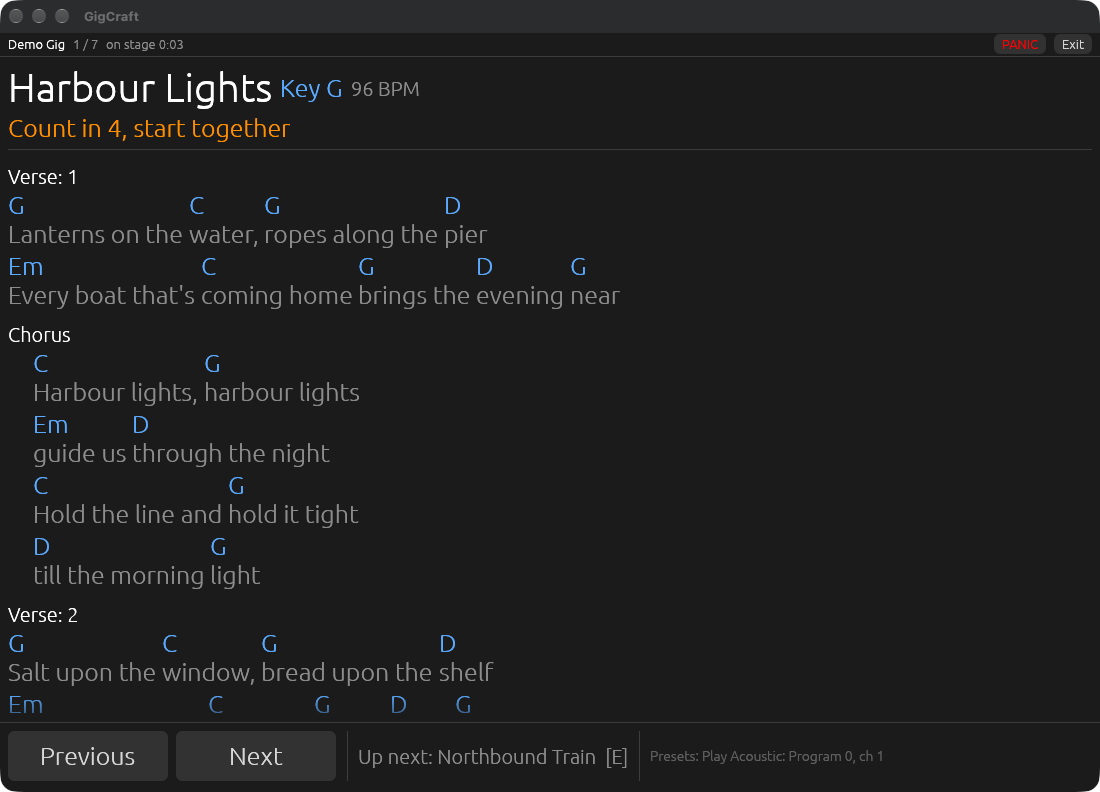 GigCraft
Demo Gig 1 / 7 on stage 0:03 PANIC Exit
Harbour Lights Key G 96 BPM
Count in 4, start together
Verse: 1
G C G D
Lanterns on the water, ropes along the pier
Em C G D G
Every boat that's coming home brings the evening near
Chorus
C G
Harbour lights, harbour lights
Em D
guide us through the night
C G
Hold the line and hold it tight
D G
till the morning light
Verse: 2
G C G D
Salt upon the window, bread upon the shelf
Em C G D G
Previous Next Up next: Northbound Train [E] Presets: Play Acoustic: Program 0, ch 1